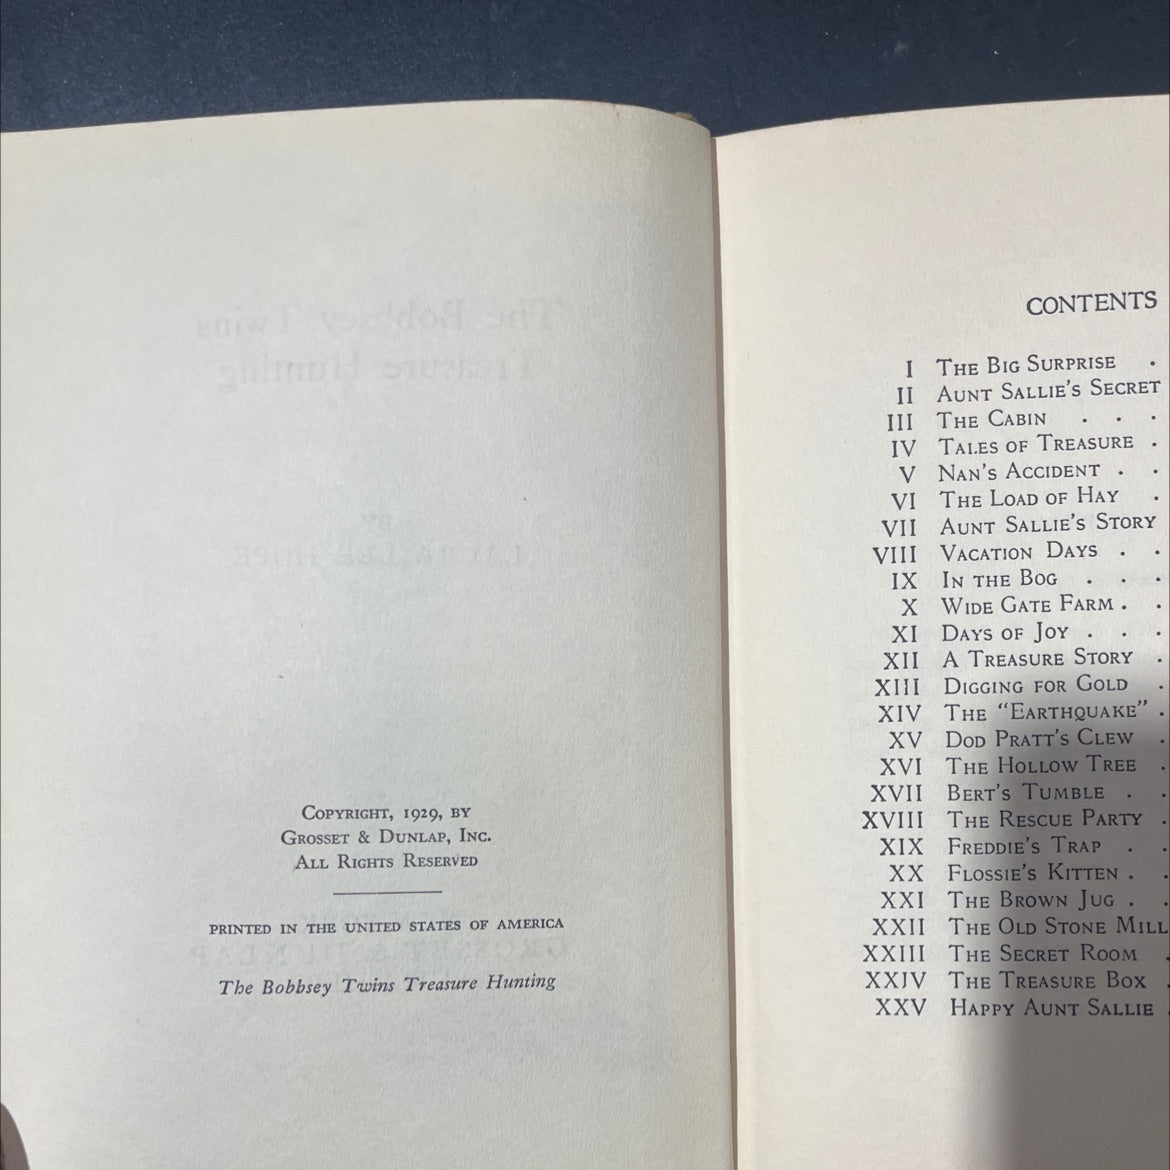 COPYRIGHT, 1929, BY
GROSSET & DUNLAP, INC.
ALL RIGHTS RESERVED
PRINTED IN THE UNITED STATES OF AMERICA
The Bobbsey Twins Treasure Hunting
CONTENTS
I THE BIG SURPRISE .
II AUNT SALLIE'S SECRET
III THE CABIN . . .
IV TALES OF TREASURE .
V NAN'S ACCIDENT . .
VI THE LOAD OF HAY .
VII AUNT SALLIE'S STORY
VIII VACATION DAYS . .
IX IN THE BOG . . .
X WIDE GATE FARM . .
XI DAYS OF JOY . . .
XII A TREASURE STORY .
XIII DIGGING FOR GOLD .
XIV THE "EARTHQUAKE" .
XV DOD PRATT'S CLEW .
XVI THE HOLLOW TREE .
XVII BERT'S TUMBLE . .
XVIII THE RESCUE PARTY .
XIX FREDDIE'S TRAP . .
XX FLOSSIE'S KITTEN . .
XXI THE BROWN JUG . .
XXII THE OLD STONE MILL
XXIII THE SECRET ROOM .
XXIV THE TREASURE BOX .
XXV HAPPY AUNT SALLIE .